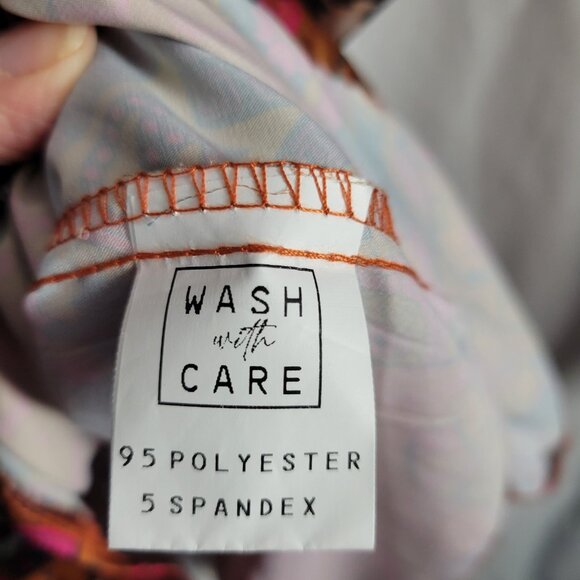 WASH
with
CARE
95 POLYESTER
5 SPANDEX